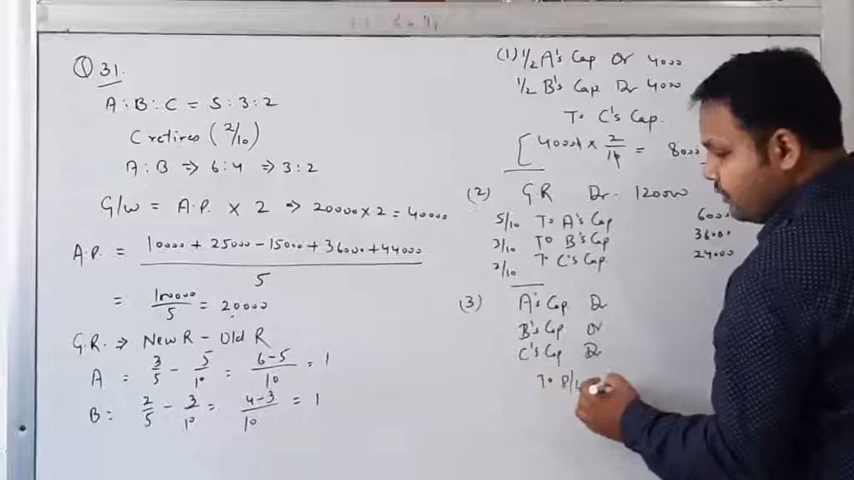 ① 31.
A : B : C = 5 : 3 : 2
C retires (2/10)
A : B ⇒ 6 : 4 ⇒ 3 : 2
G/W = A.P. × 2 ⇒ 20000 × 2 = 40000
A.P. = 10000 + 25000 - 15000 + 36000 + 44000 / 5
= 100000 / 5 = 20000
G.R. ⇒ New R - Old R
A = 3/5 - 5/10 = 6-5 / 10 = 1
B = 2/5 - 3/10 = 4-3 / 10 = 1
(1) 1/2 A's Cap Dr 4000
1/2 B's Cap Dr 4000
To C's Cap.
[ 40000 × 2/10 = 8000
(2) G R Dr. 120000
5/10 To A's Cap 60000
3/10 To B's Cap 36000
2/10 To C's Cap 24000
(3) A's Cap Dr
B's Cap Dr
C's Cap Dr
To P/L